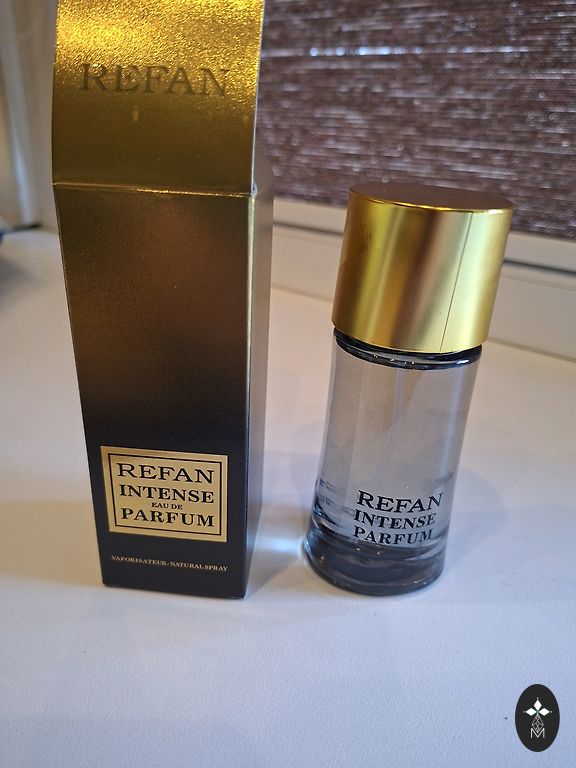 REFAN
REFAN
INTENSE
EAU DE
PARFUM
VAPORISATEUR-NATURAL SPRAY
REFAN
INTENSE
PARFUM
M